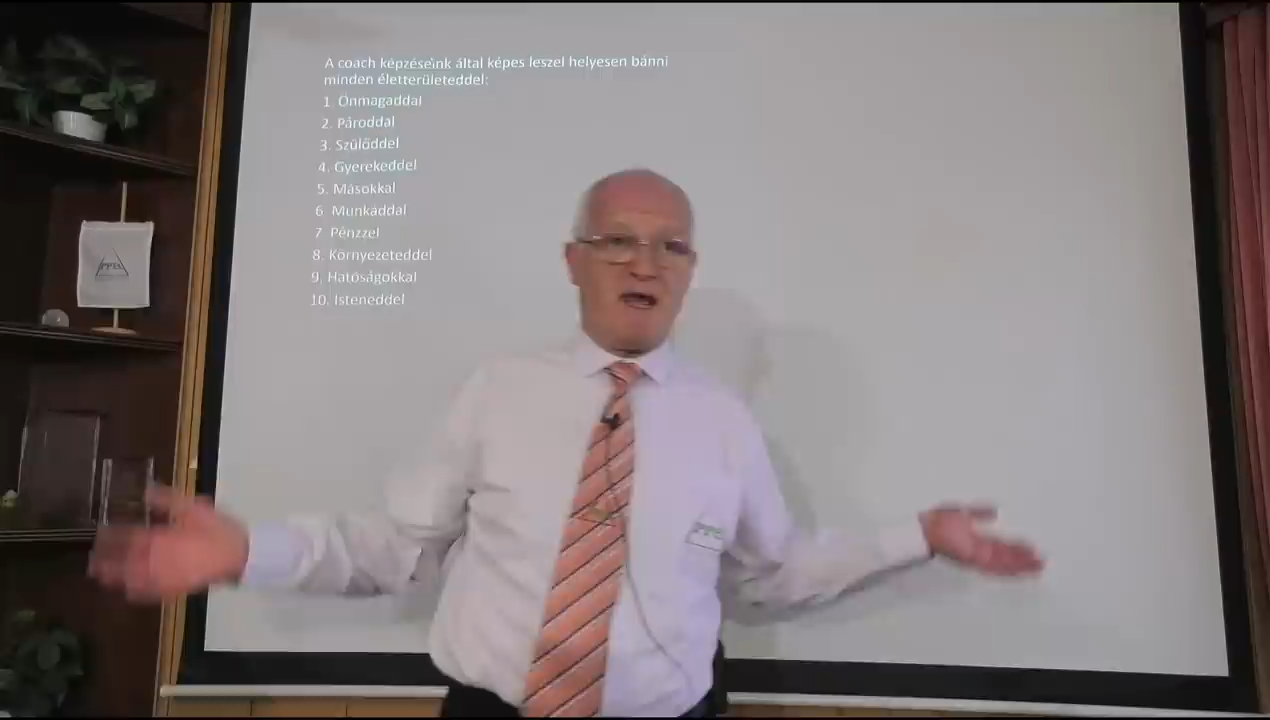 A coach képzéseink által képes leszel helyesen bánni
minden életterületeddel:
1. Önmagaddal
2. Pároddal
3. Szülőddel
4. Gyerekeddel
5. Másokkal
6 Munkáddal
7 Pénzzel
8. Környezeteddel
9. Hatóságokkal
10. Isteneddel